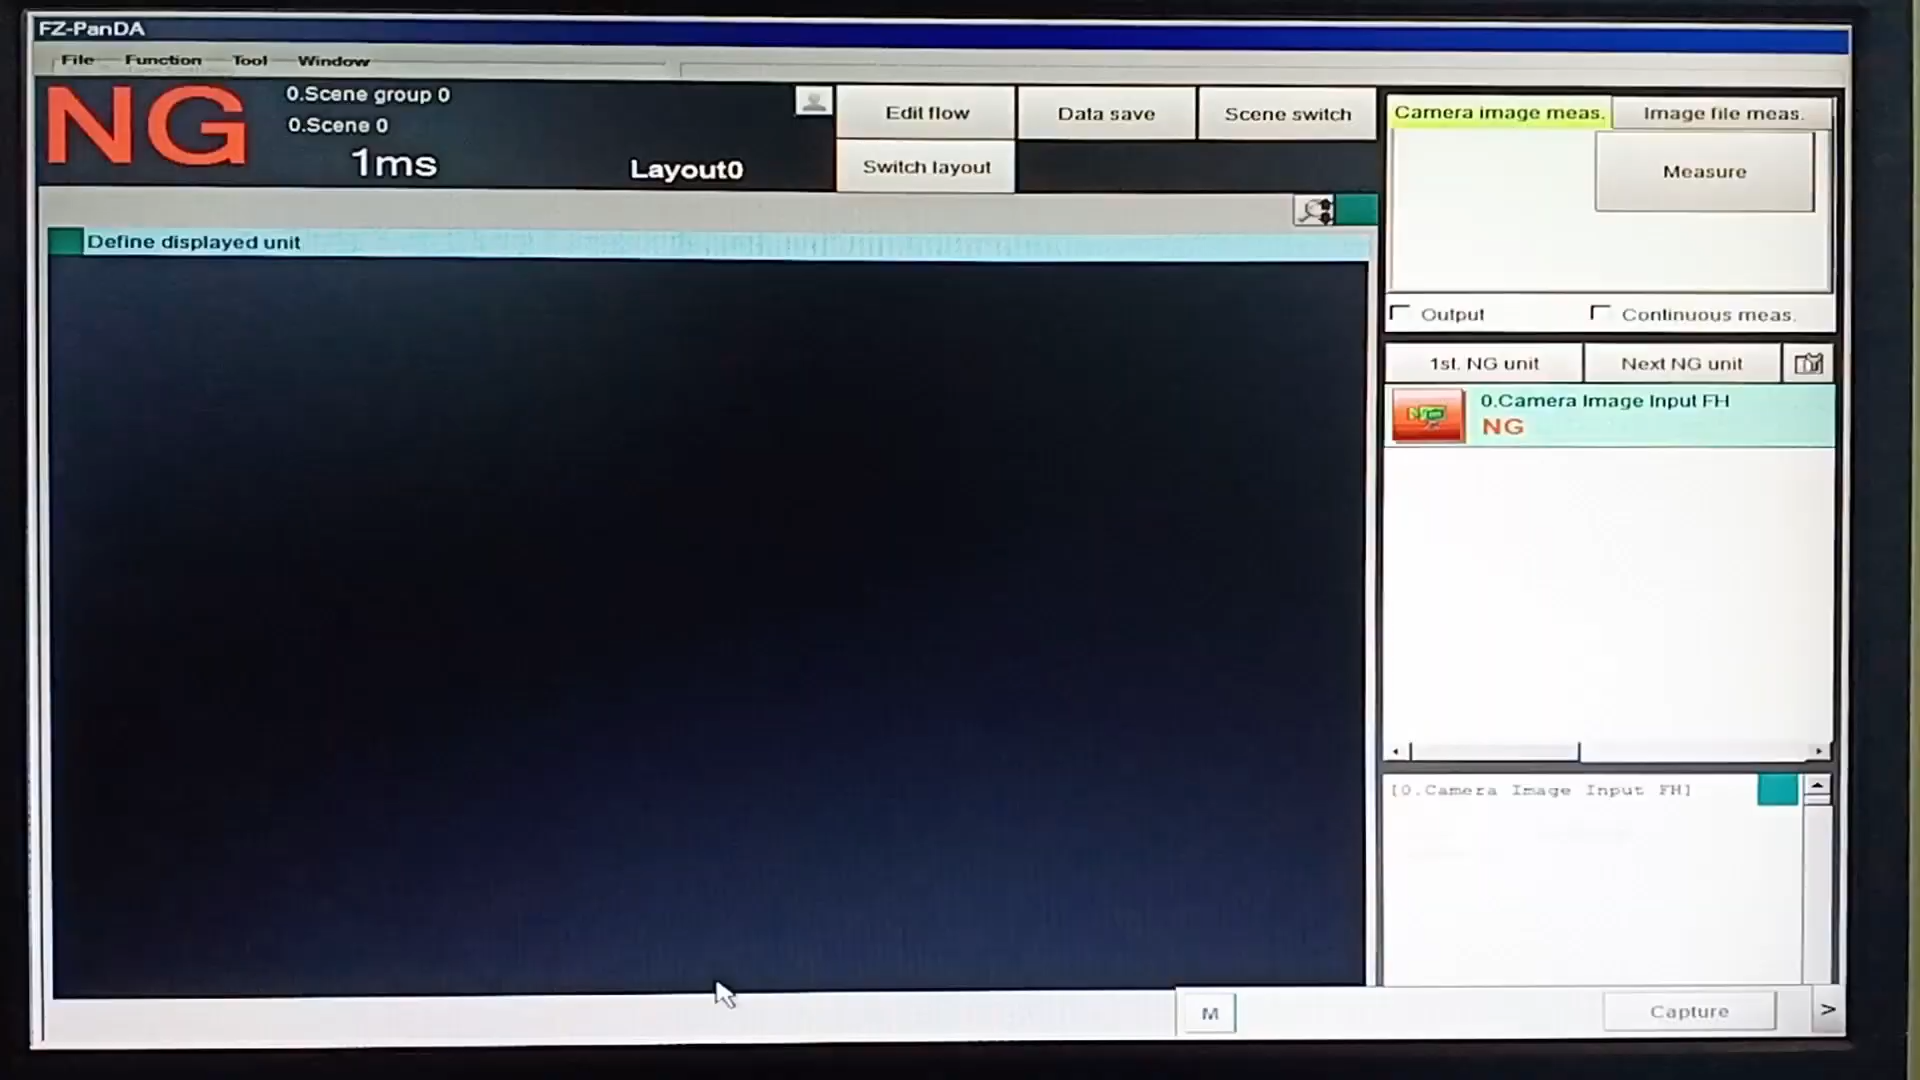 FZ-PanDA
File Function Tool Window
NG
0.Scene group 0
0.Scene 0
1ms
Layout0
Edit flow
Data save
Scene switch
Switch layout
Camera image meas.
Image file meas.
Measure
Define displayed unit
Output
Continuous meas.
1st. NG unit
Next NG unit
NG
0.Camera Image Input FH
NG
[0.Camera Image Input FH]
M
Capture
>